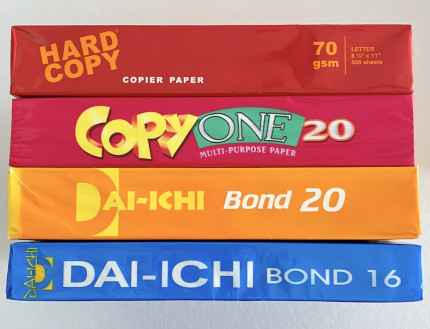 HARD
COPY
COPIER PAPER
70
gsm
LETTER
8 ½" x 11"
500 sheets
COPY ONE 20
MULTI-PURPOSE PAPER
DAI-ICHI Bond 20
DAI-ICHI
DAI-ICHI BOND 16